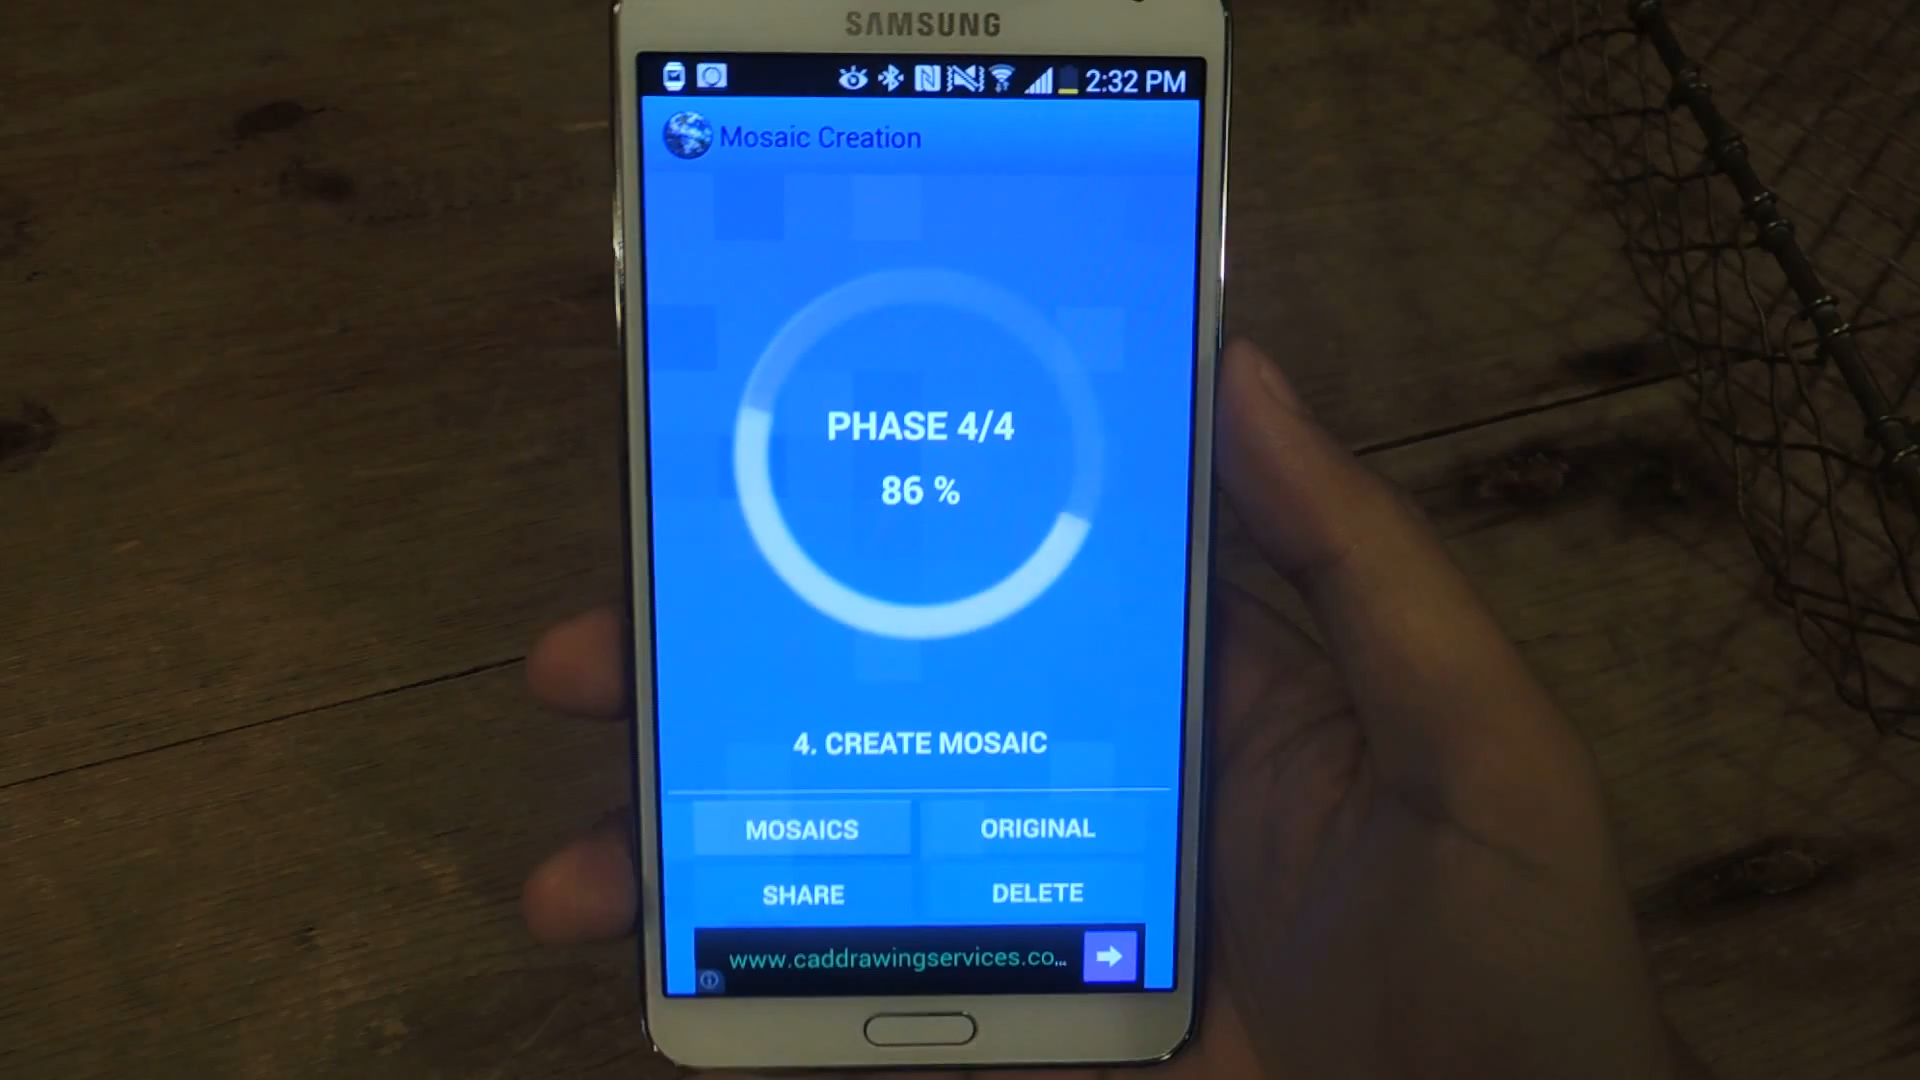 SAMSUNG
2:32 PM
Mosaic Creation
PHASE 4/4
86 %
4. CREATE MOSAIC
MOSAICS
ORIGINAL
SHARE
DELETE
www.caddrawingservices.co...